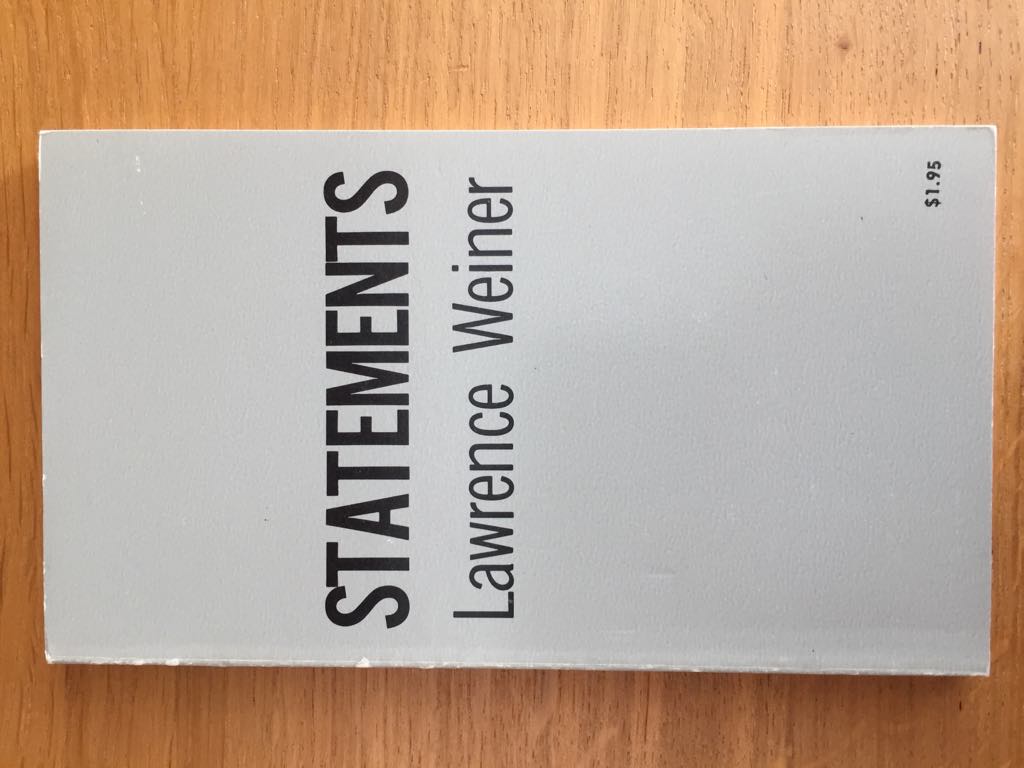 STATEMENTS
Lawrence Weiner
$1.95